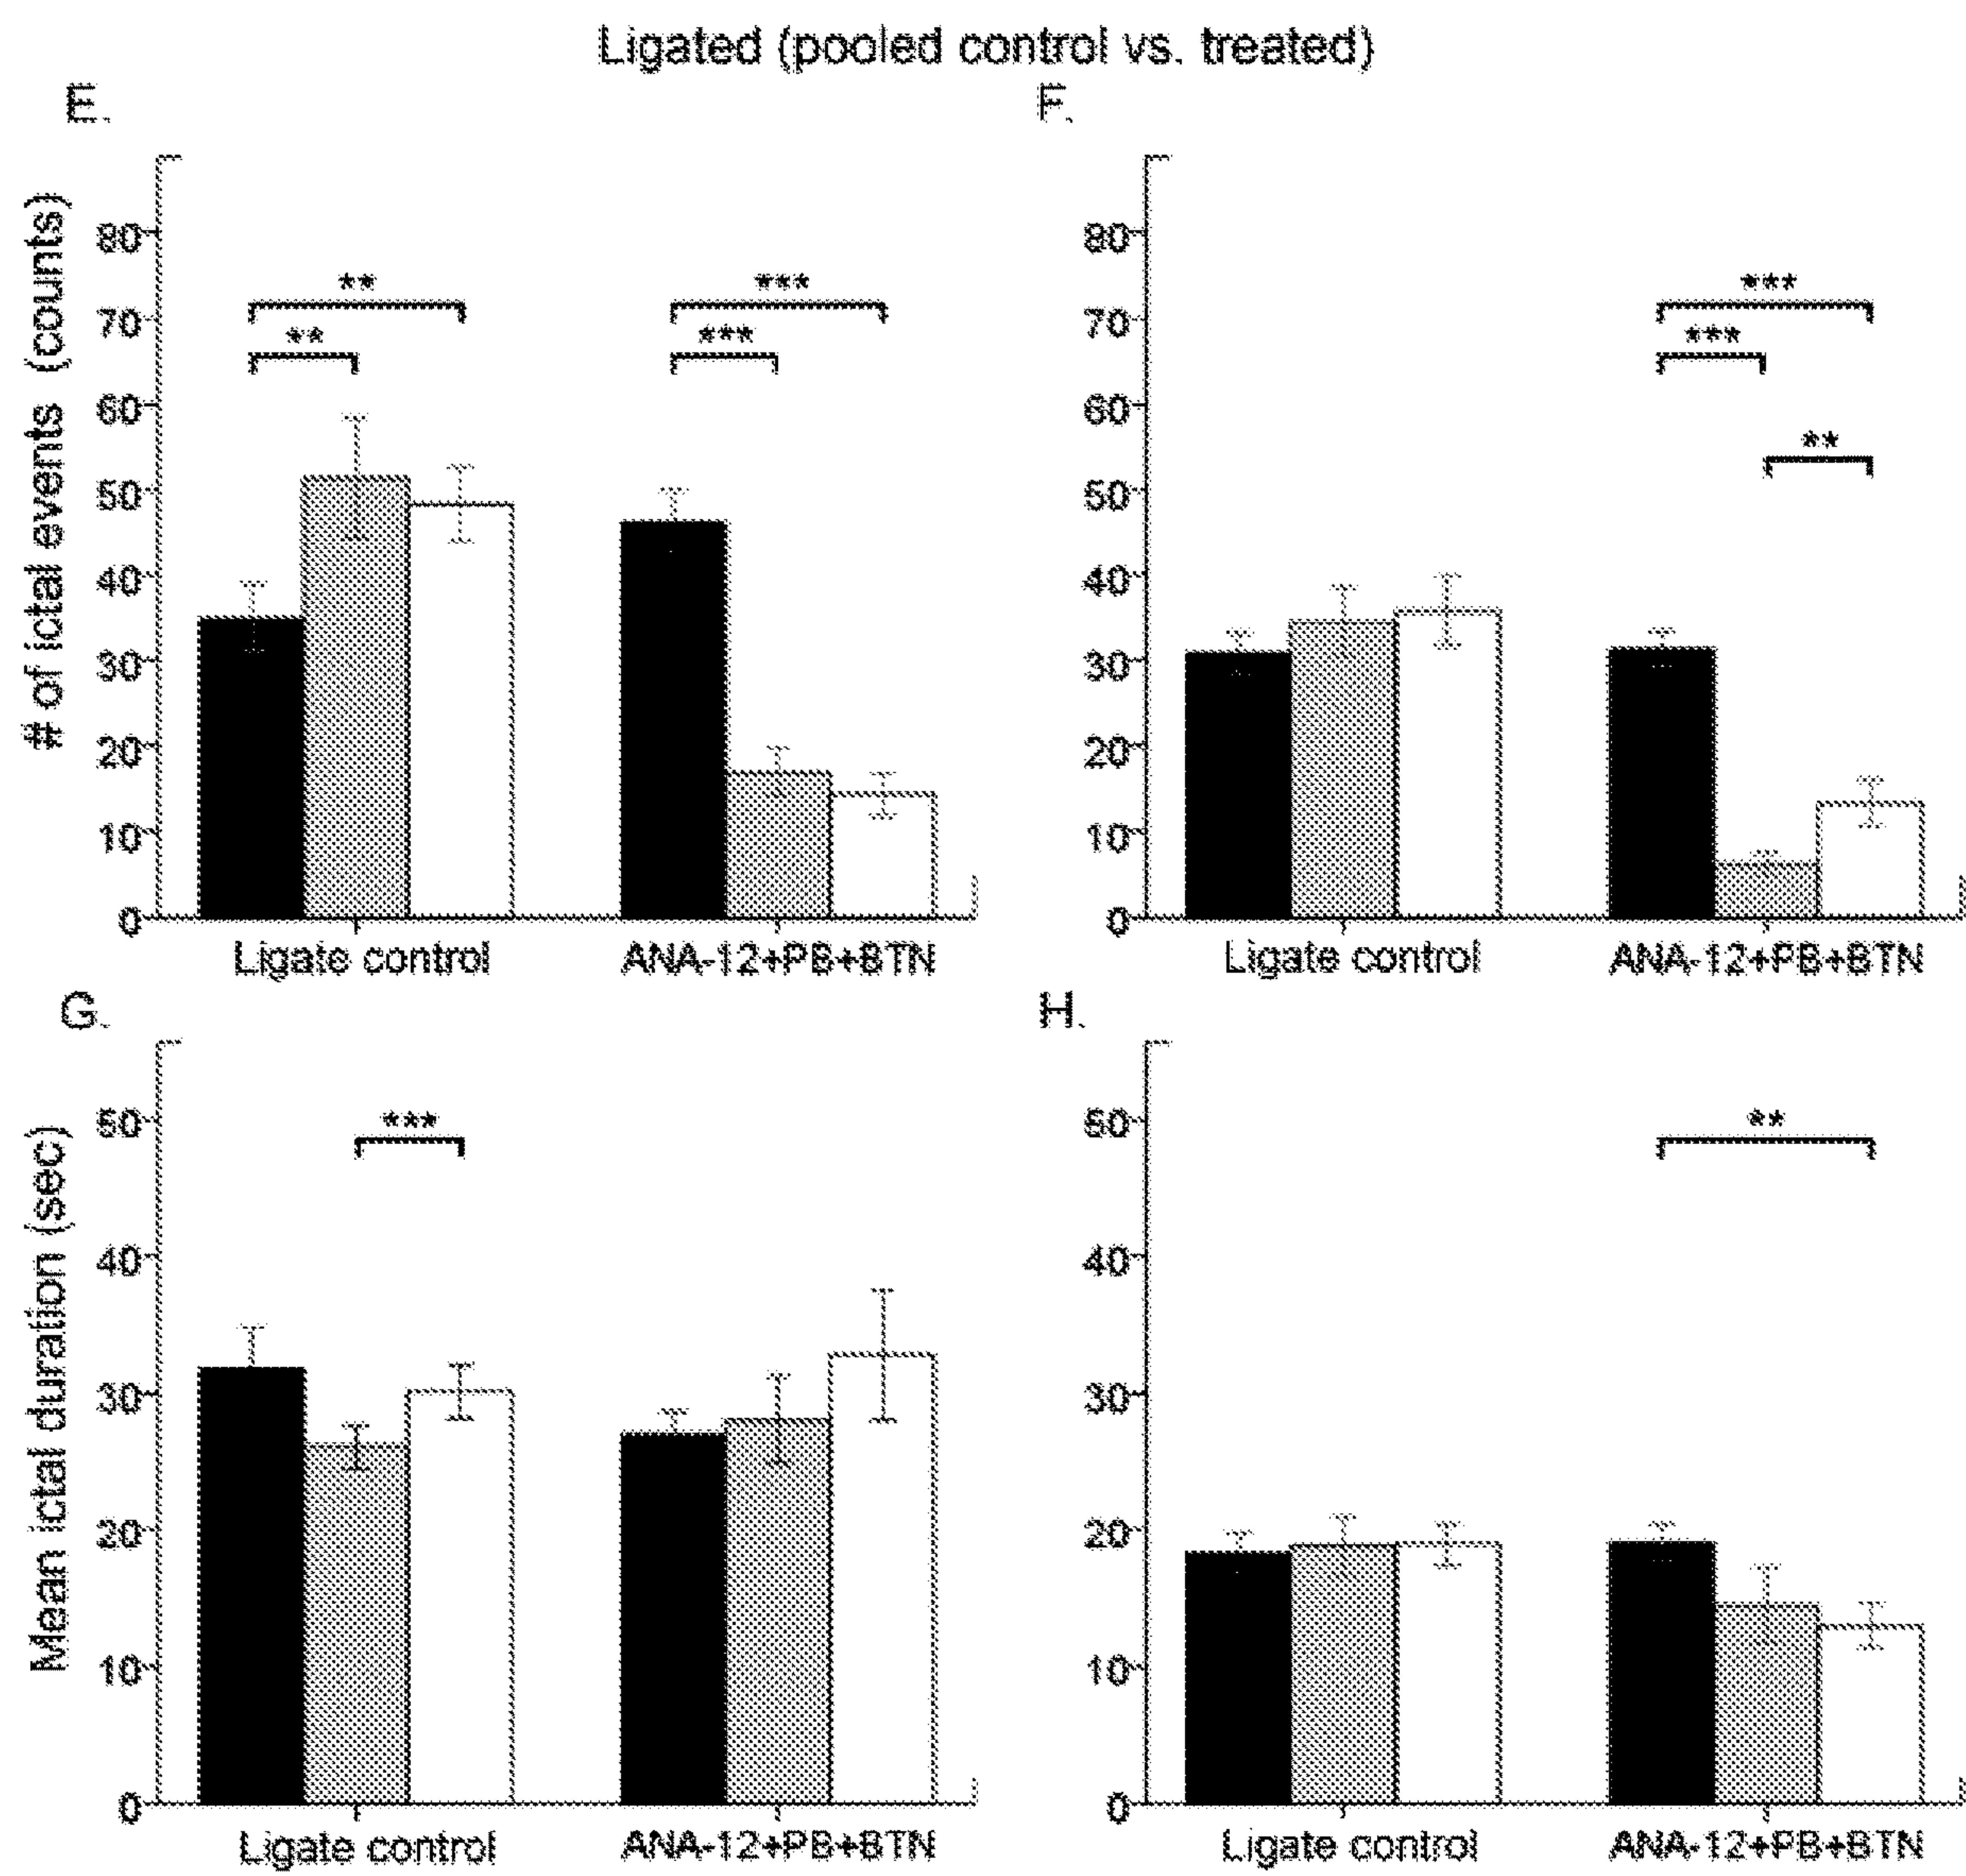 Ligated (pooled control vs. treated)
E.
F.
# of ictal events (counts)
80
70
60
50
40
30
20
10
0
**
**
***
***
Ligate control
ANA-12+PB+BTN
80
70
60
50
40
30
20
10
0
***
***
**
Ligate control
ANA-12+PB+BTN
G.
H.
Mean ictal duration (sec)
50
40
30
20
10
0
***
Ligate control
ANA-12+PB+BTN
50
40
30
20
10
0
**
Ligate control
ANA-12+PB+BTN